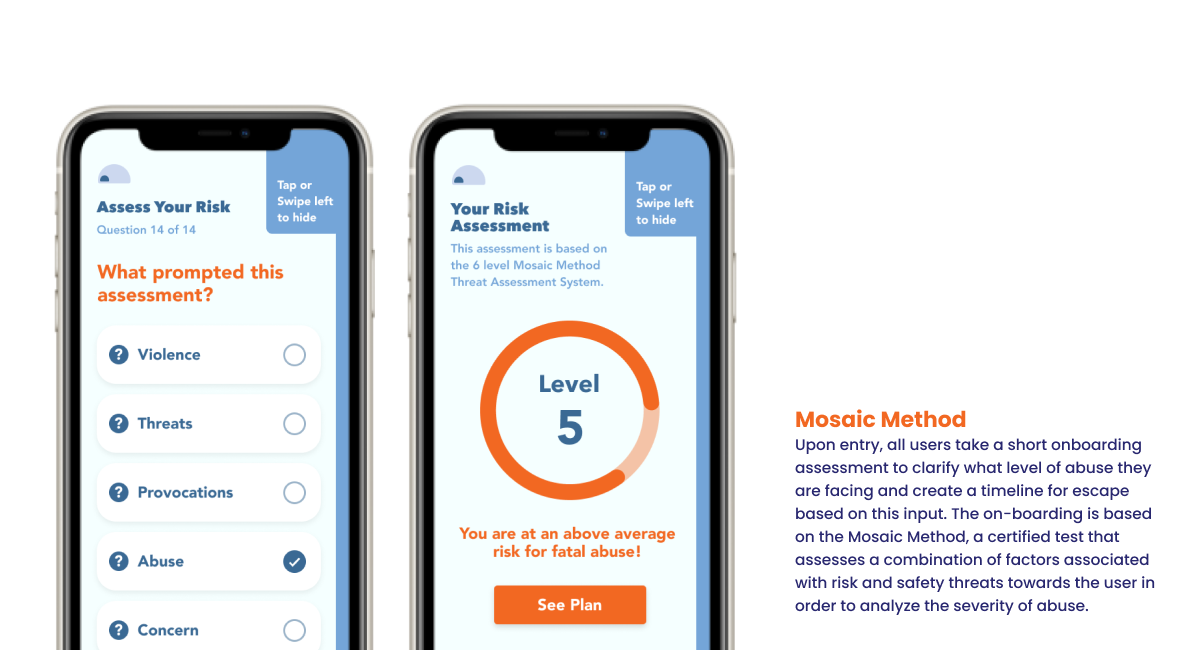 Assess Your Risk
Question 14 of 14
Tap or
Swipe left
to hide
What prompted this
assessment?
? Violence
? Threats
? Provocations
? Abuse
? Concern
Your Risk
Assessment
Tap or
Swipe left
to hide
This assessment is based on
the 6 level Mosaic Method
Threat Assessment System.
Level
5
You are at an above average
risk for fatal abuse!
See Plan
Mosaic Method
Upon entry, all users take a short onboarding
assessment to clarify what level of abuse they
are facing and create a timeline for escape
based on this input. The on-boarding is based
on the Mosaic Method, a certified test that
assesses a combination of factors associated
with risk and safety threats towards the user in
order to analyze the severity of abuse.